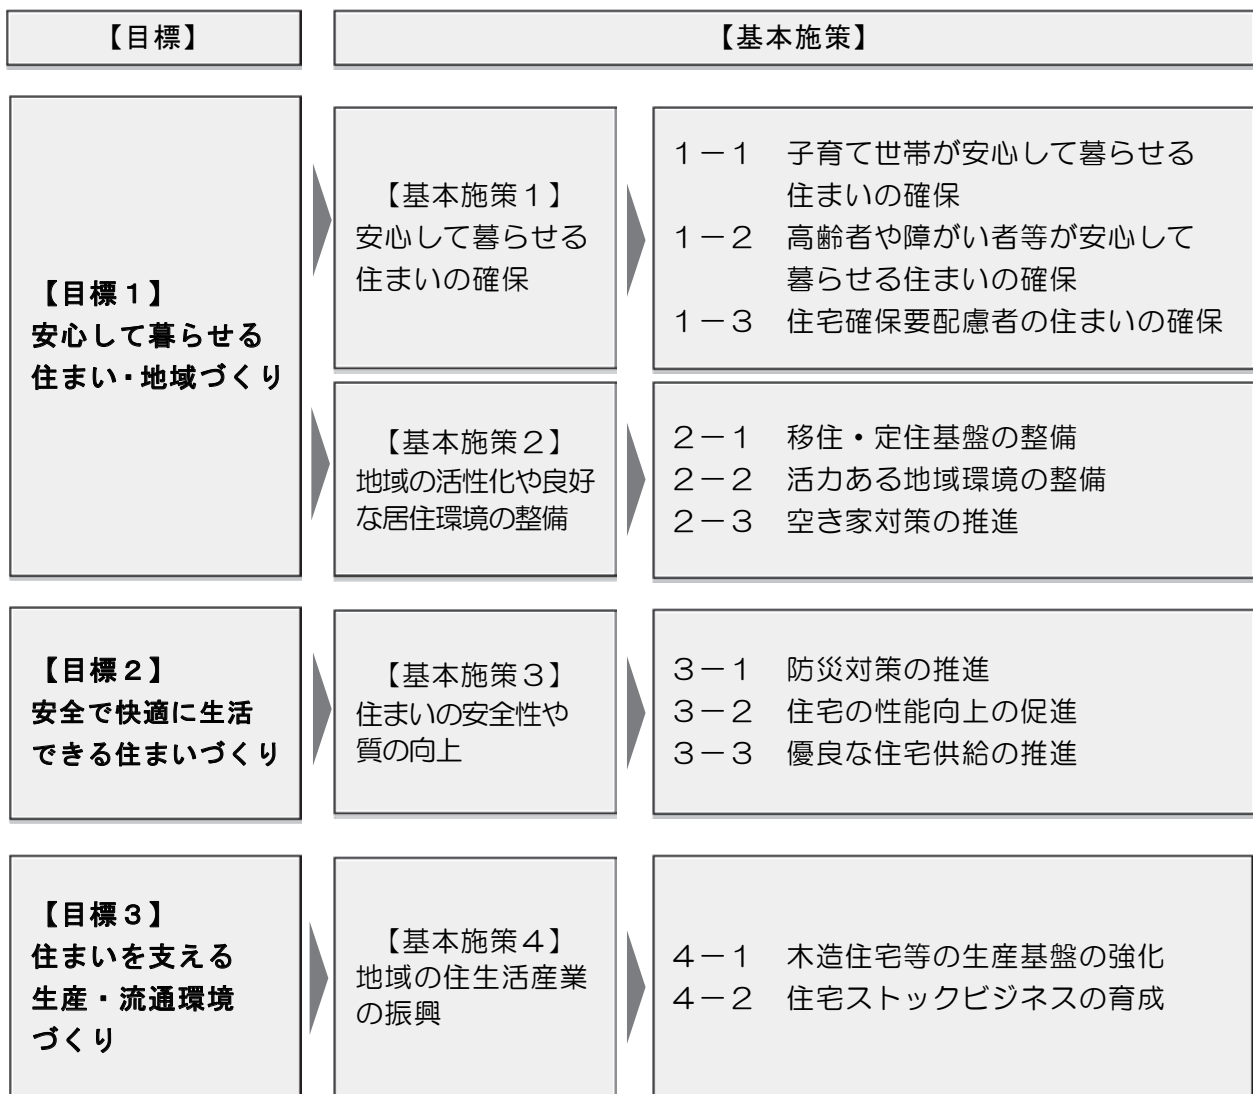 【目標】
【基本施策】
【目標１】
安心して暮らせる
住まい・地域づくり
【基本施策１】
安心して暮らせる
住まいの確保
１－１　子育て世帯が安心して暮らせる
住まいの確保
１－２　高齢者や障がい者等が安心して
暮らせる住まいの確保
１－３　住宅確保要配慮者の住まいの確保
【基本施策２】
地域の活性化や良好
な居住環境の整備
２－１　移住・定住基盤の整備
２－２　活力ある地域環境の整備
２－３　空き家対策の推進
【目標２】
安全で快適に生活
できる住まいづくり
【基本施策３】
住まいの安全性や
質の向上
３－１　防災対策の推進
３－２　住宅の性能向上の促進
３－３　優良な住宅供給の推進
【目標３】
住まいを支える
生産・流通環境
づくり
【基本施策４】
地域の住生活産業
の振興
４－１　木造住宅等の生産基盤の強化
４－２　住宅ストックビジネスの育成